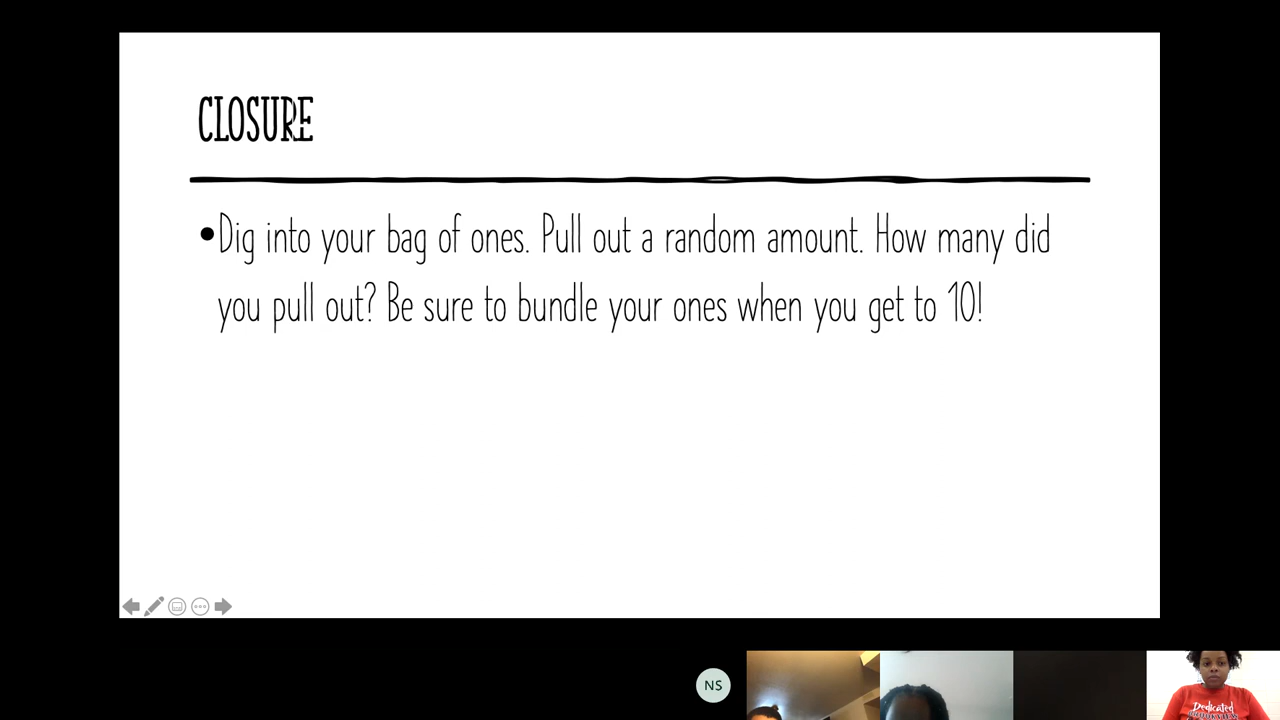 CLOSURE
•Dig into your bag of ones. Pull out a random amount. How many did
you pull out? Be sure to bundle your ones when you get to 10!
NS
Dedicated